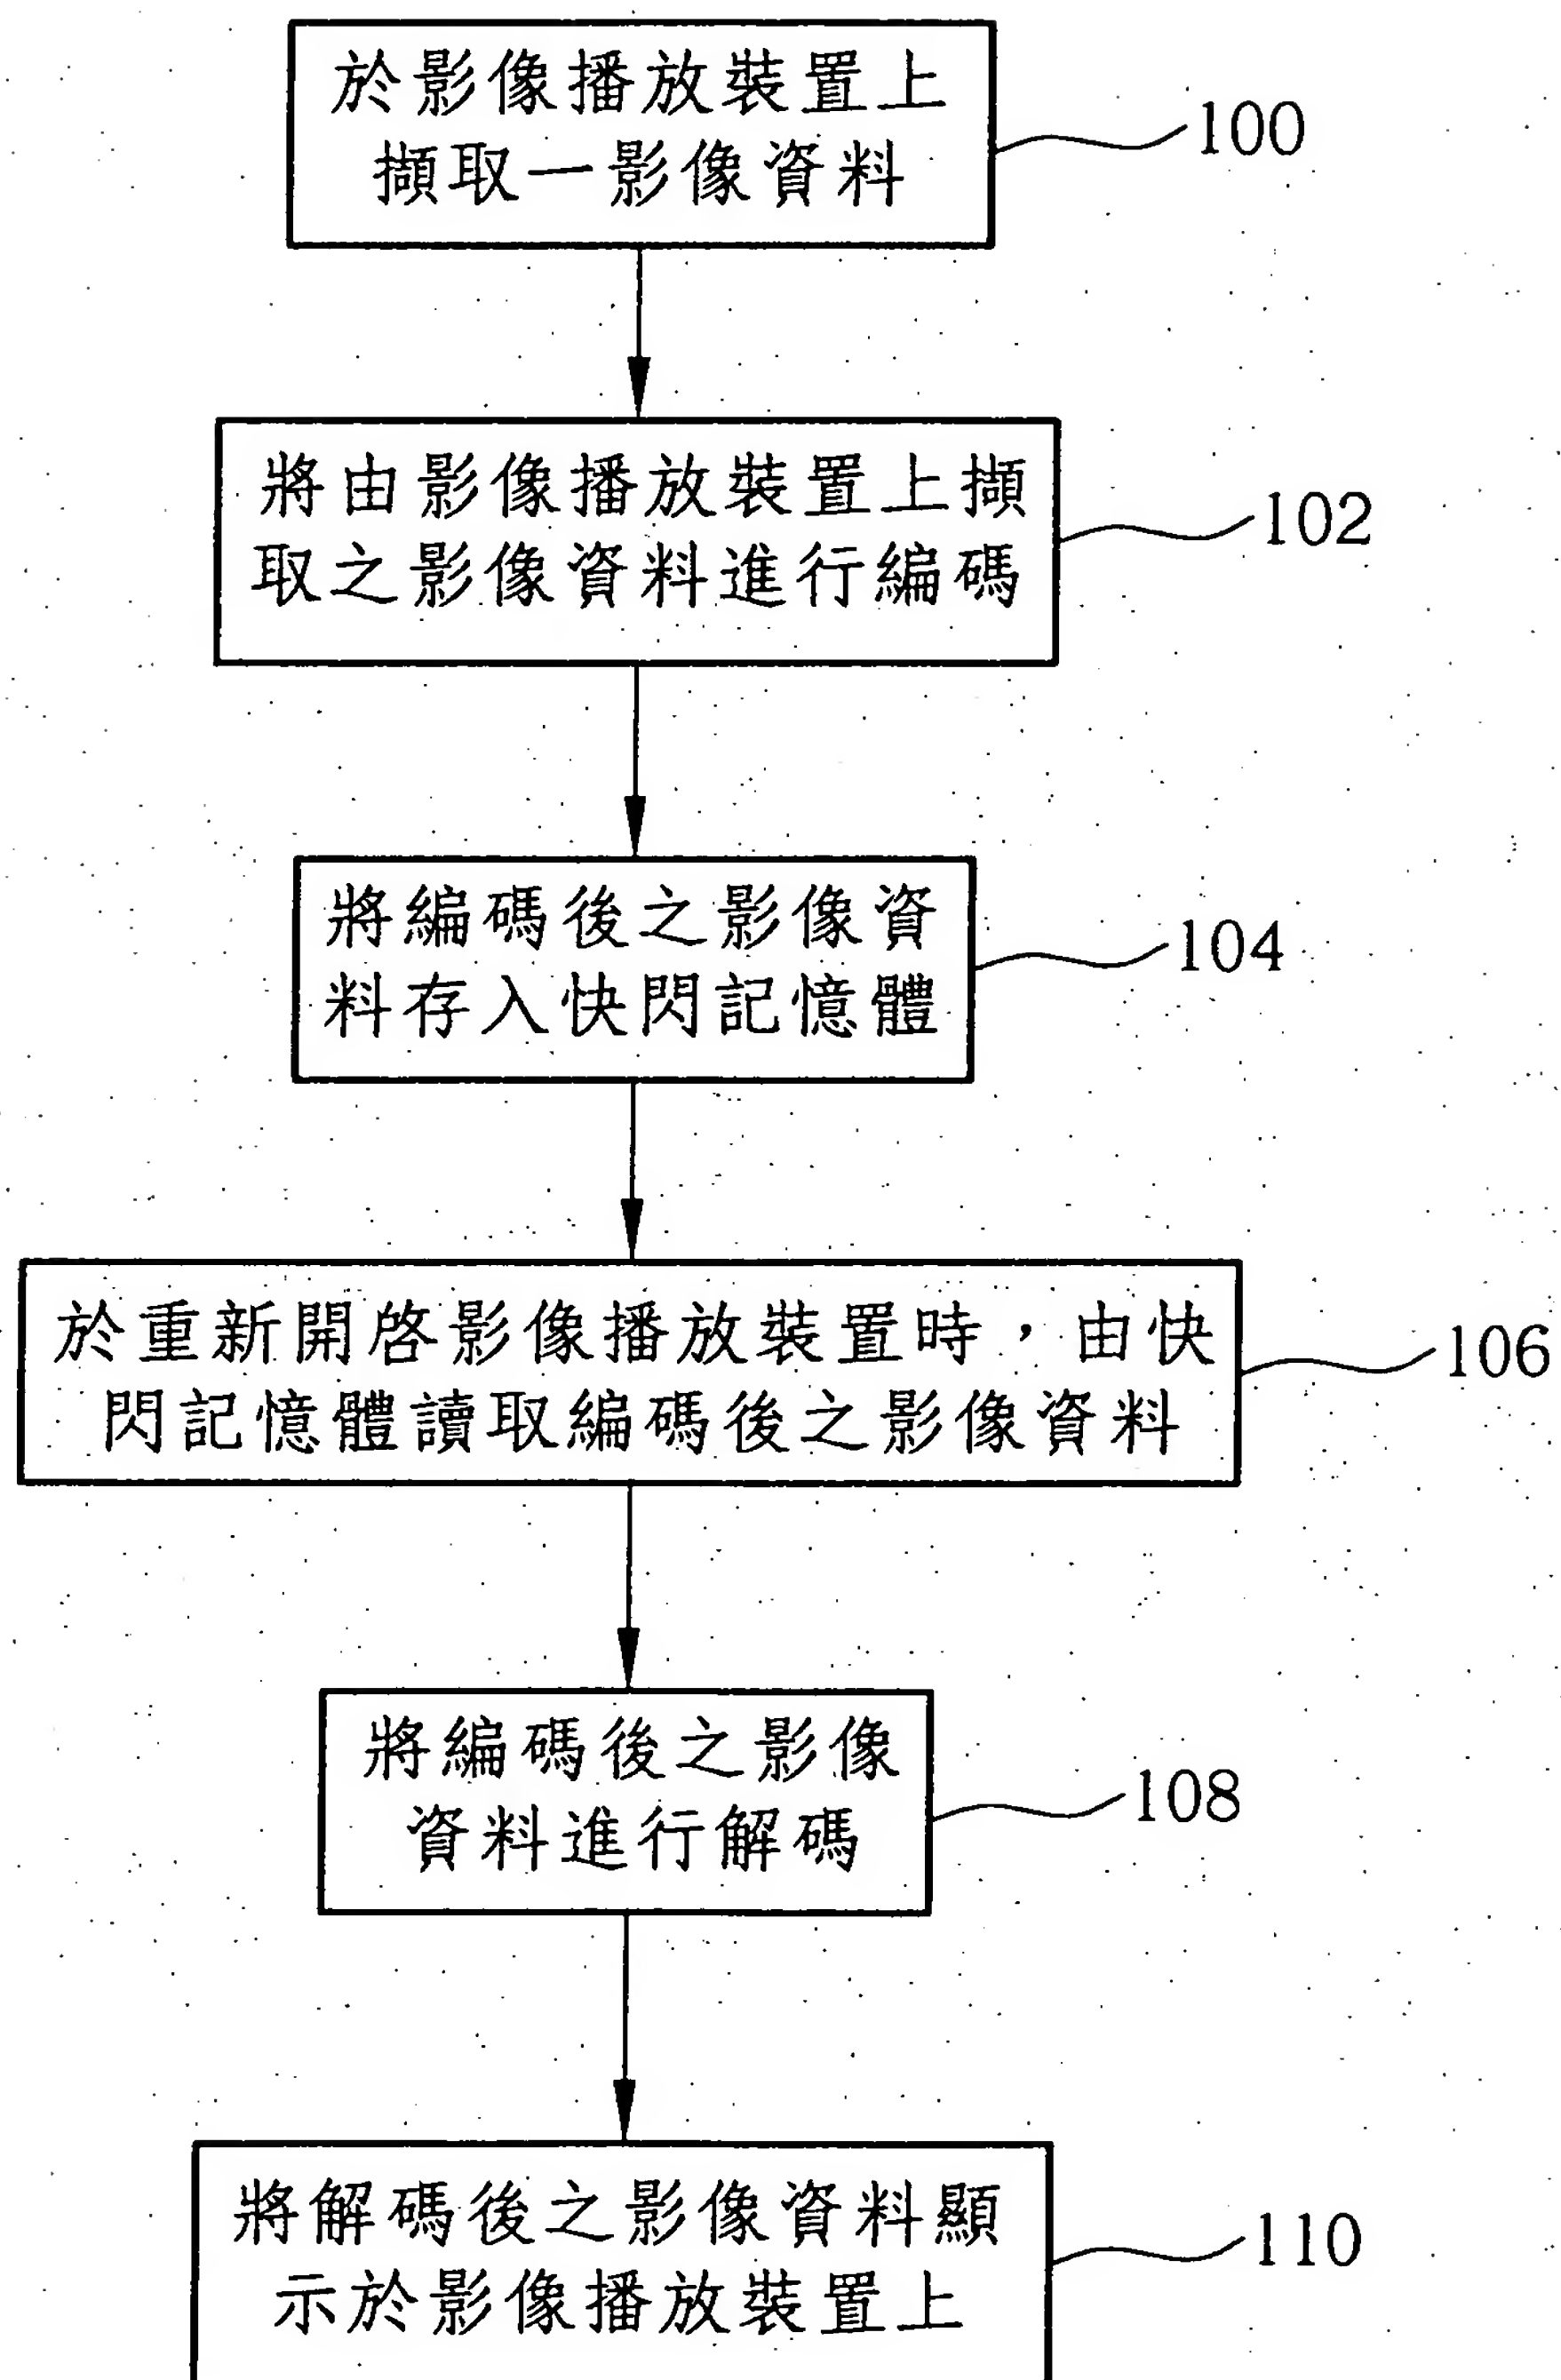 於影像播放裝置上
擷取一影像資料
100
將由影像播放裝置上擷
取之影像資料進行編碼
102
將編碼後之影像資
料存入快閃記憶體
104
於重新開啓影像播放裝置時，由快
閃記憶體讀取編碼後之影像資料
106
將編碼後之影像
資料進行解碼
108
將解碼後之影像資料顯
示於影像播放裝置上
110